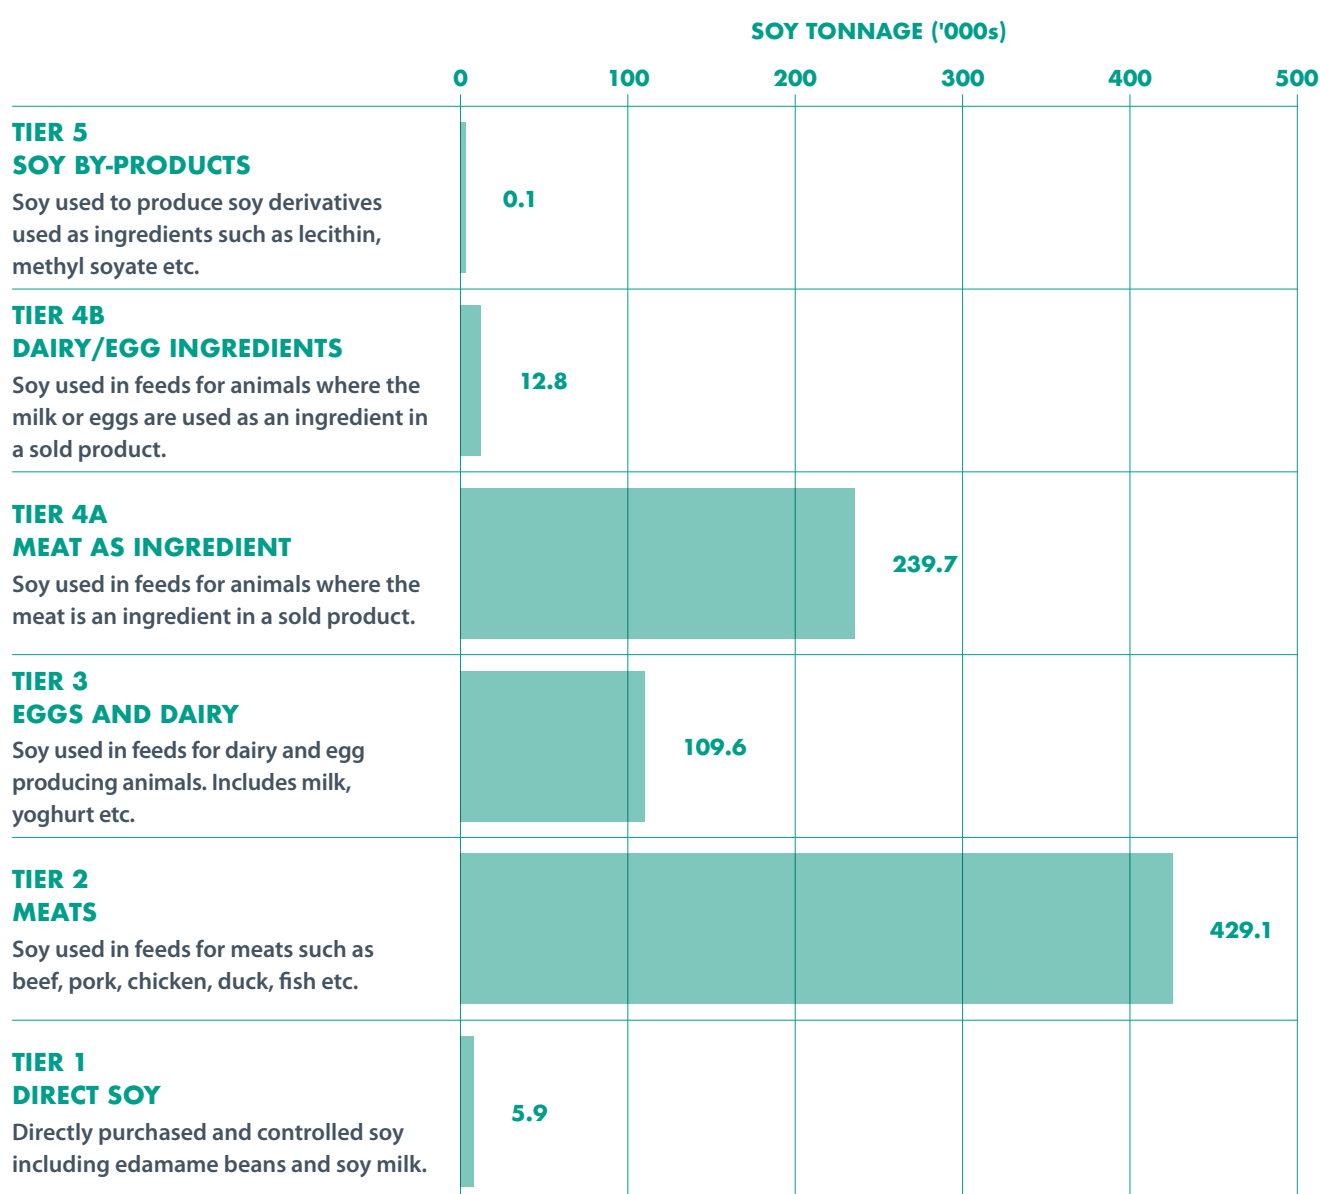 SOY TONNAGE ('000s)
0 100 200 300 400 500
TIER 5
SOY BY-PRODUCTS
Soy used to produce soy derivatives
used as ingredients such as lecithin,
methyl soyate etc.
0.1
TIER 4B
DAIRY/EGG INGREDIENTS
Soy used in feeds for animals where the
milk or eggs are used as an ingredient in
a sold product.
12.8
TIER 4A
MEAT AS INGREDIENT
Soy used in feeds for animals where the
meat is an ingredient in a sold product.
239.7
TIER 3
EGGS AND DAIRY
Soy used in feeds for dairy and egg
producing animals. Includes milk,
yoghurt etc.
109.6
TIER 2
MEATS
Soy used in feeds for meats such as
beef, pork, chicken, duck, fish etc.
429.1
TIER 1
DIRECT SOY
Directly purchased and controlled soy
including edamame beans and soy milk.
5.9